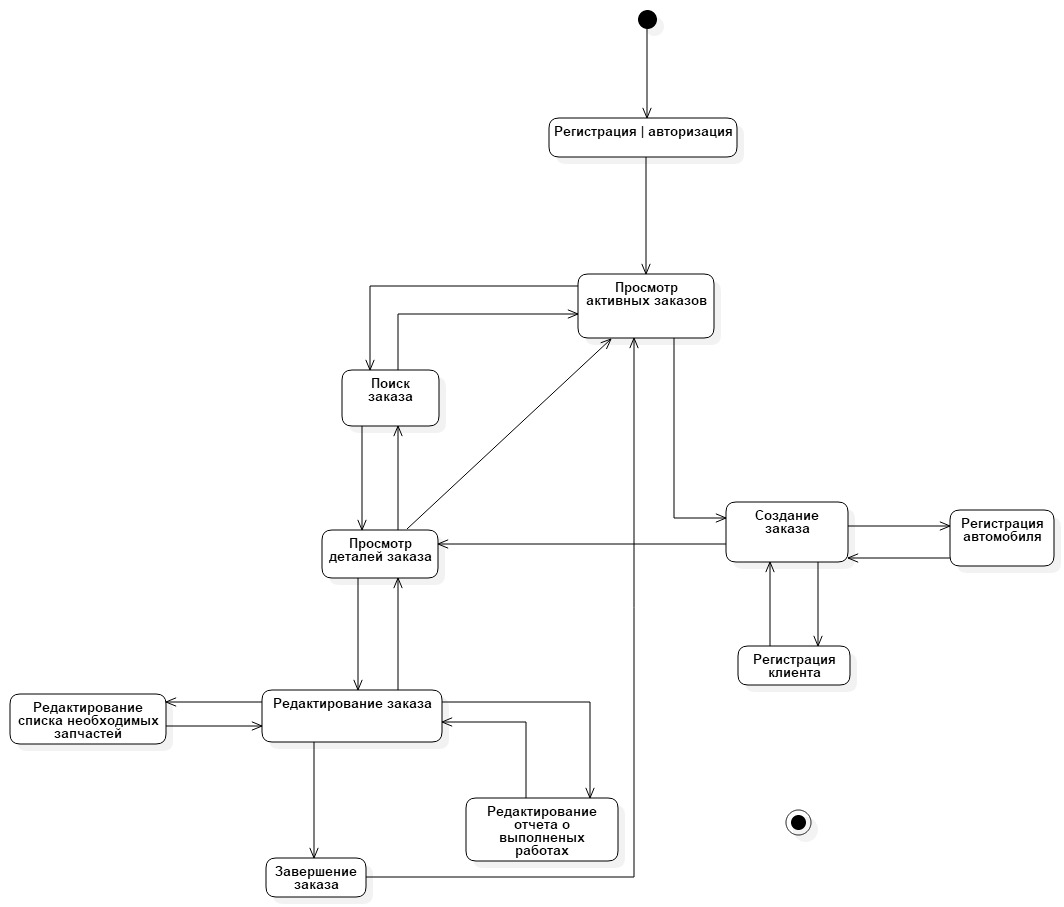 Регистрация | авторизация
Просмотр
активных заказов
Поиск
заказа
Создание
заказа
Регистрация
автомобиля
Просмотр
деталей заказа
Регистрация
клиента
Редактирование
списка необходимых
запчастей
Редактирование заказа
Редактирование
отчета о
выполненых
работах
Завершение
заказа